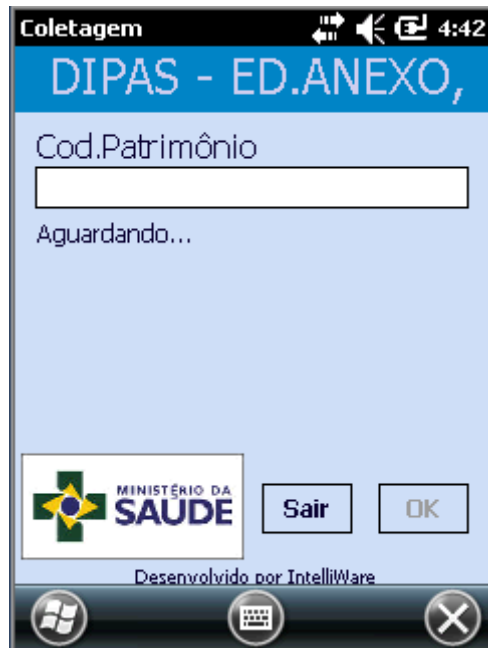 Coletagem 4:42
DIPAS - ED.ANEXO,
Cod.Patrimônio
Aguardando...
MINISTÉRIO DA
SAÚDE
Sair OK
Desenvolvido por IntelliWare